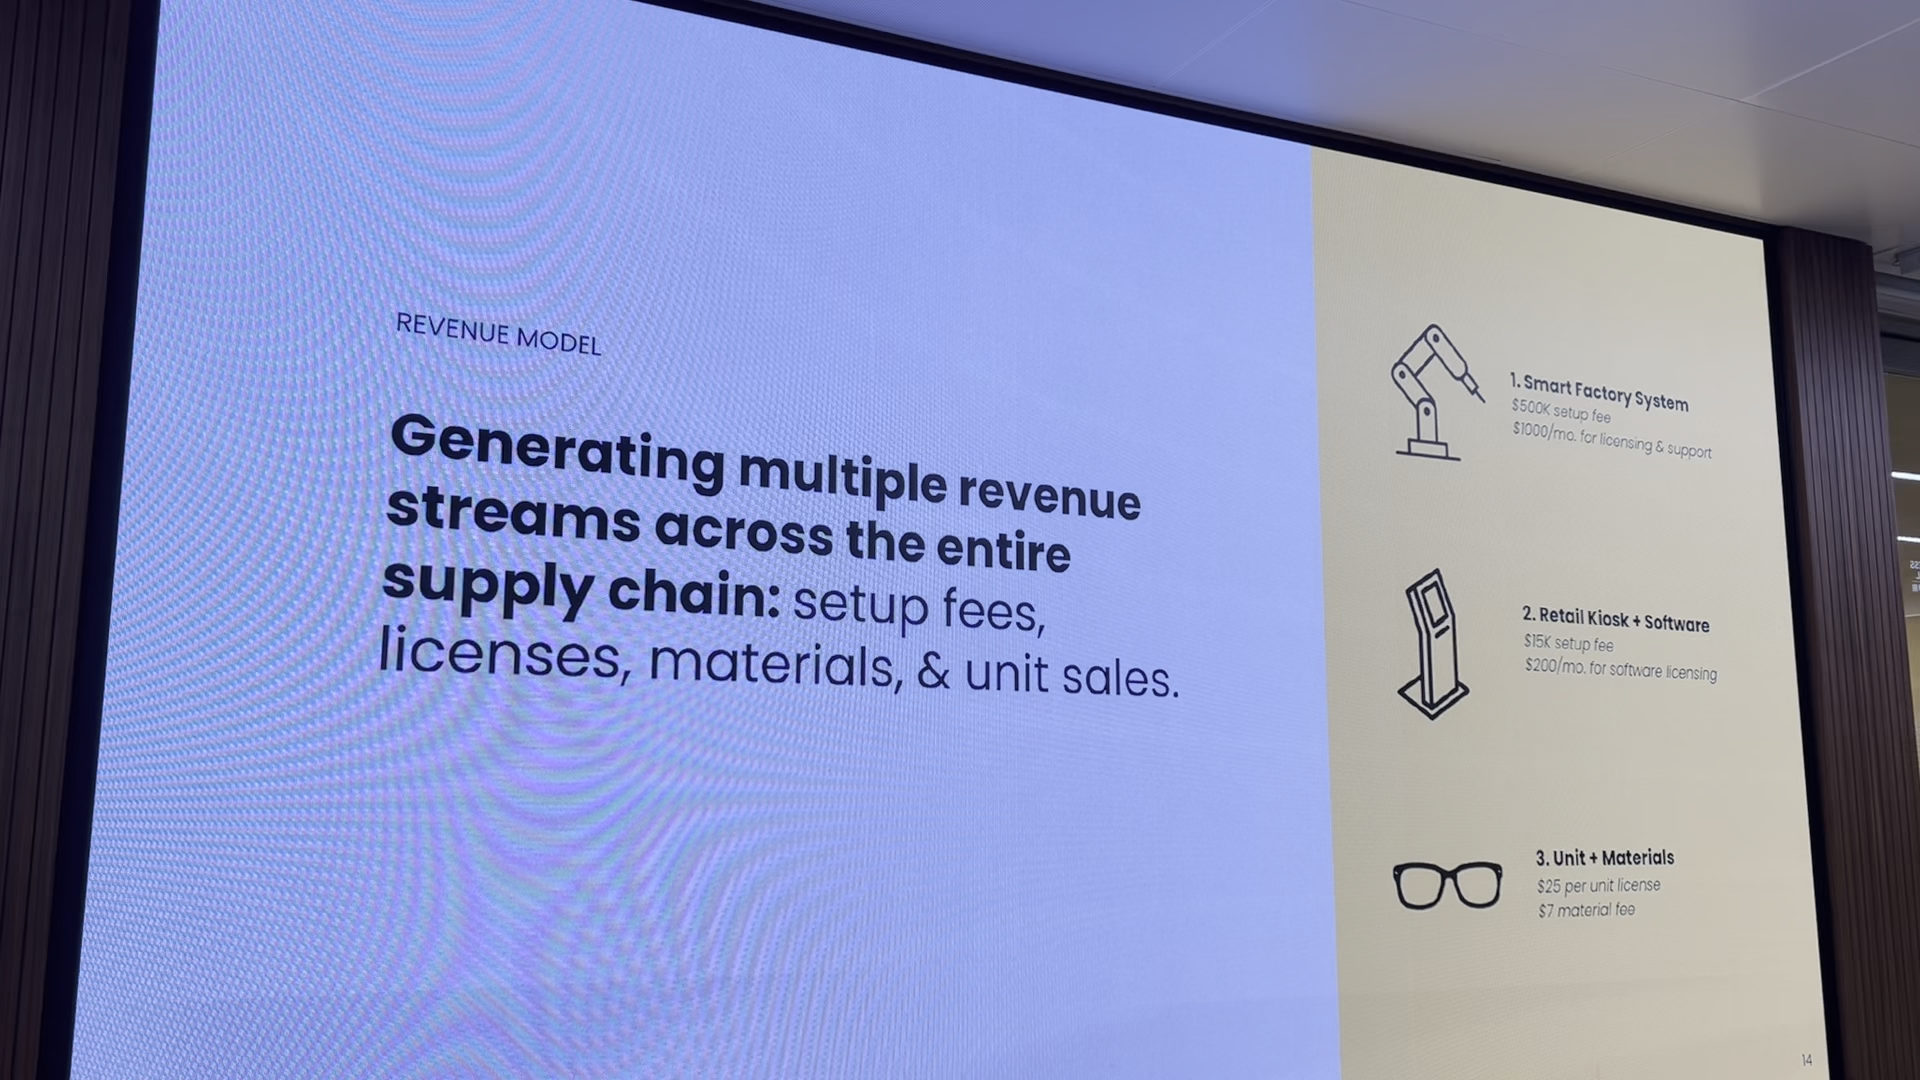 REVENUE MODEL
Generating multiple revenue
streams across the entire
supply chain: setup fees,
licenses, materials, & unit sales.
1. Smart Factory System
$500K setup fee
$1000/mo. for licensing & support
2. Retail Kiosk + Software
$15K setup fee
$200/mo. for software licensing
3. Unit + Materials
$25 per unit license
$7 material fee
14